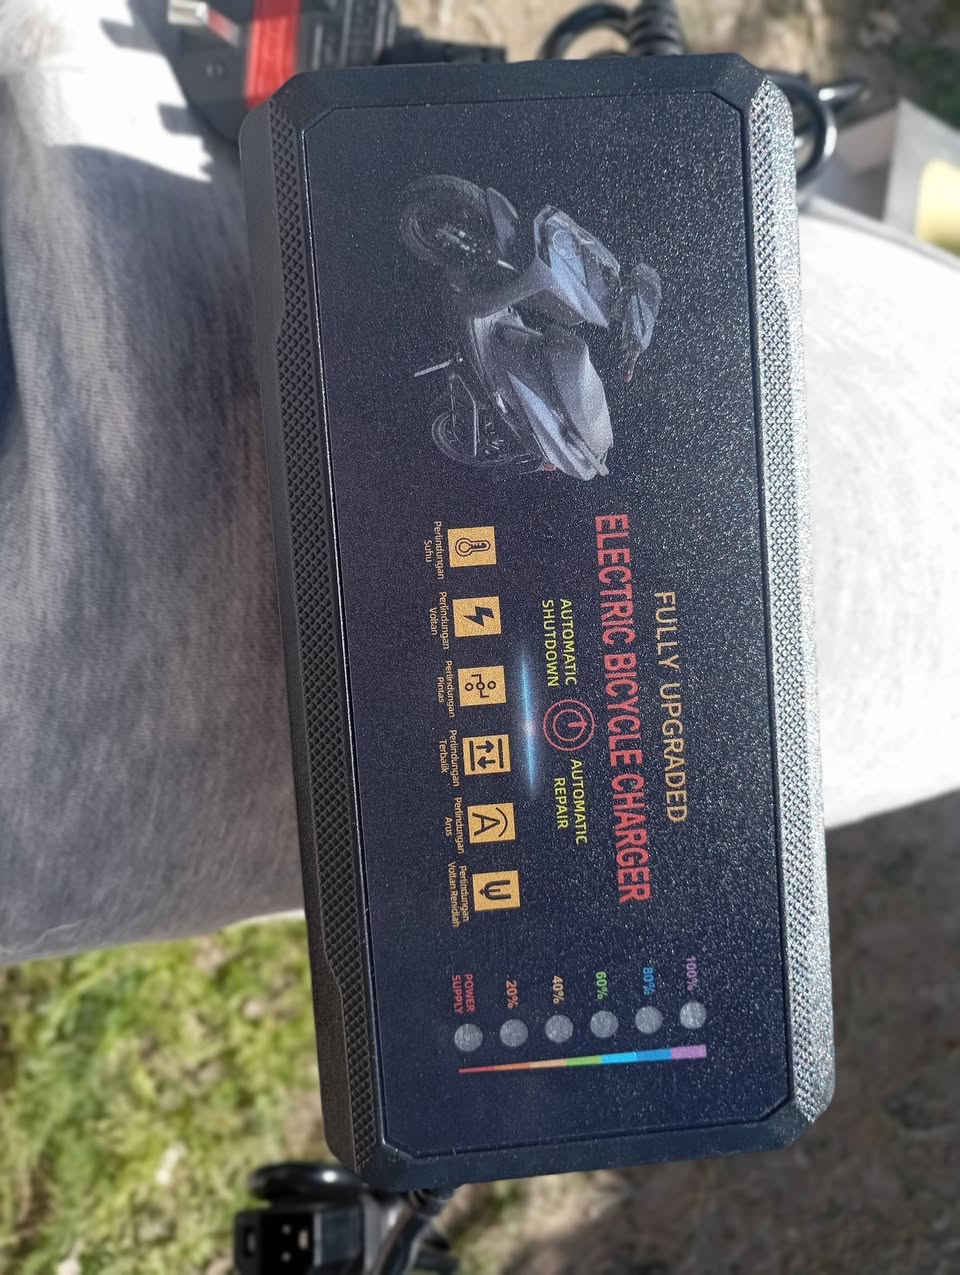 FULLY UPGRADED
ELECTRIC BICYCLE CHARGER
AUTOMATIC
SHUTDOWN
AUTOMATIC
REPAIR
Perlindungan
Suhu
Perlindungan
Voltan
Perlindungan
Pintas
Perlindungan
Terbalik
Perlindungan
Arus
Perlindungan
Voltan Renidlah
100%
80%
60%
40%
20%
POWER
SUPPLY